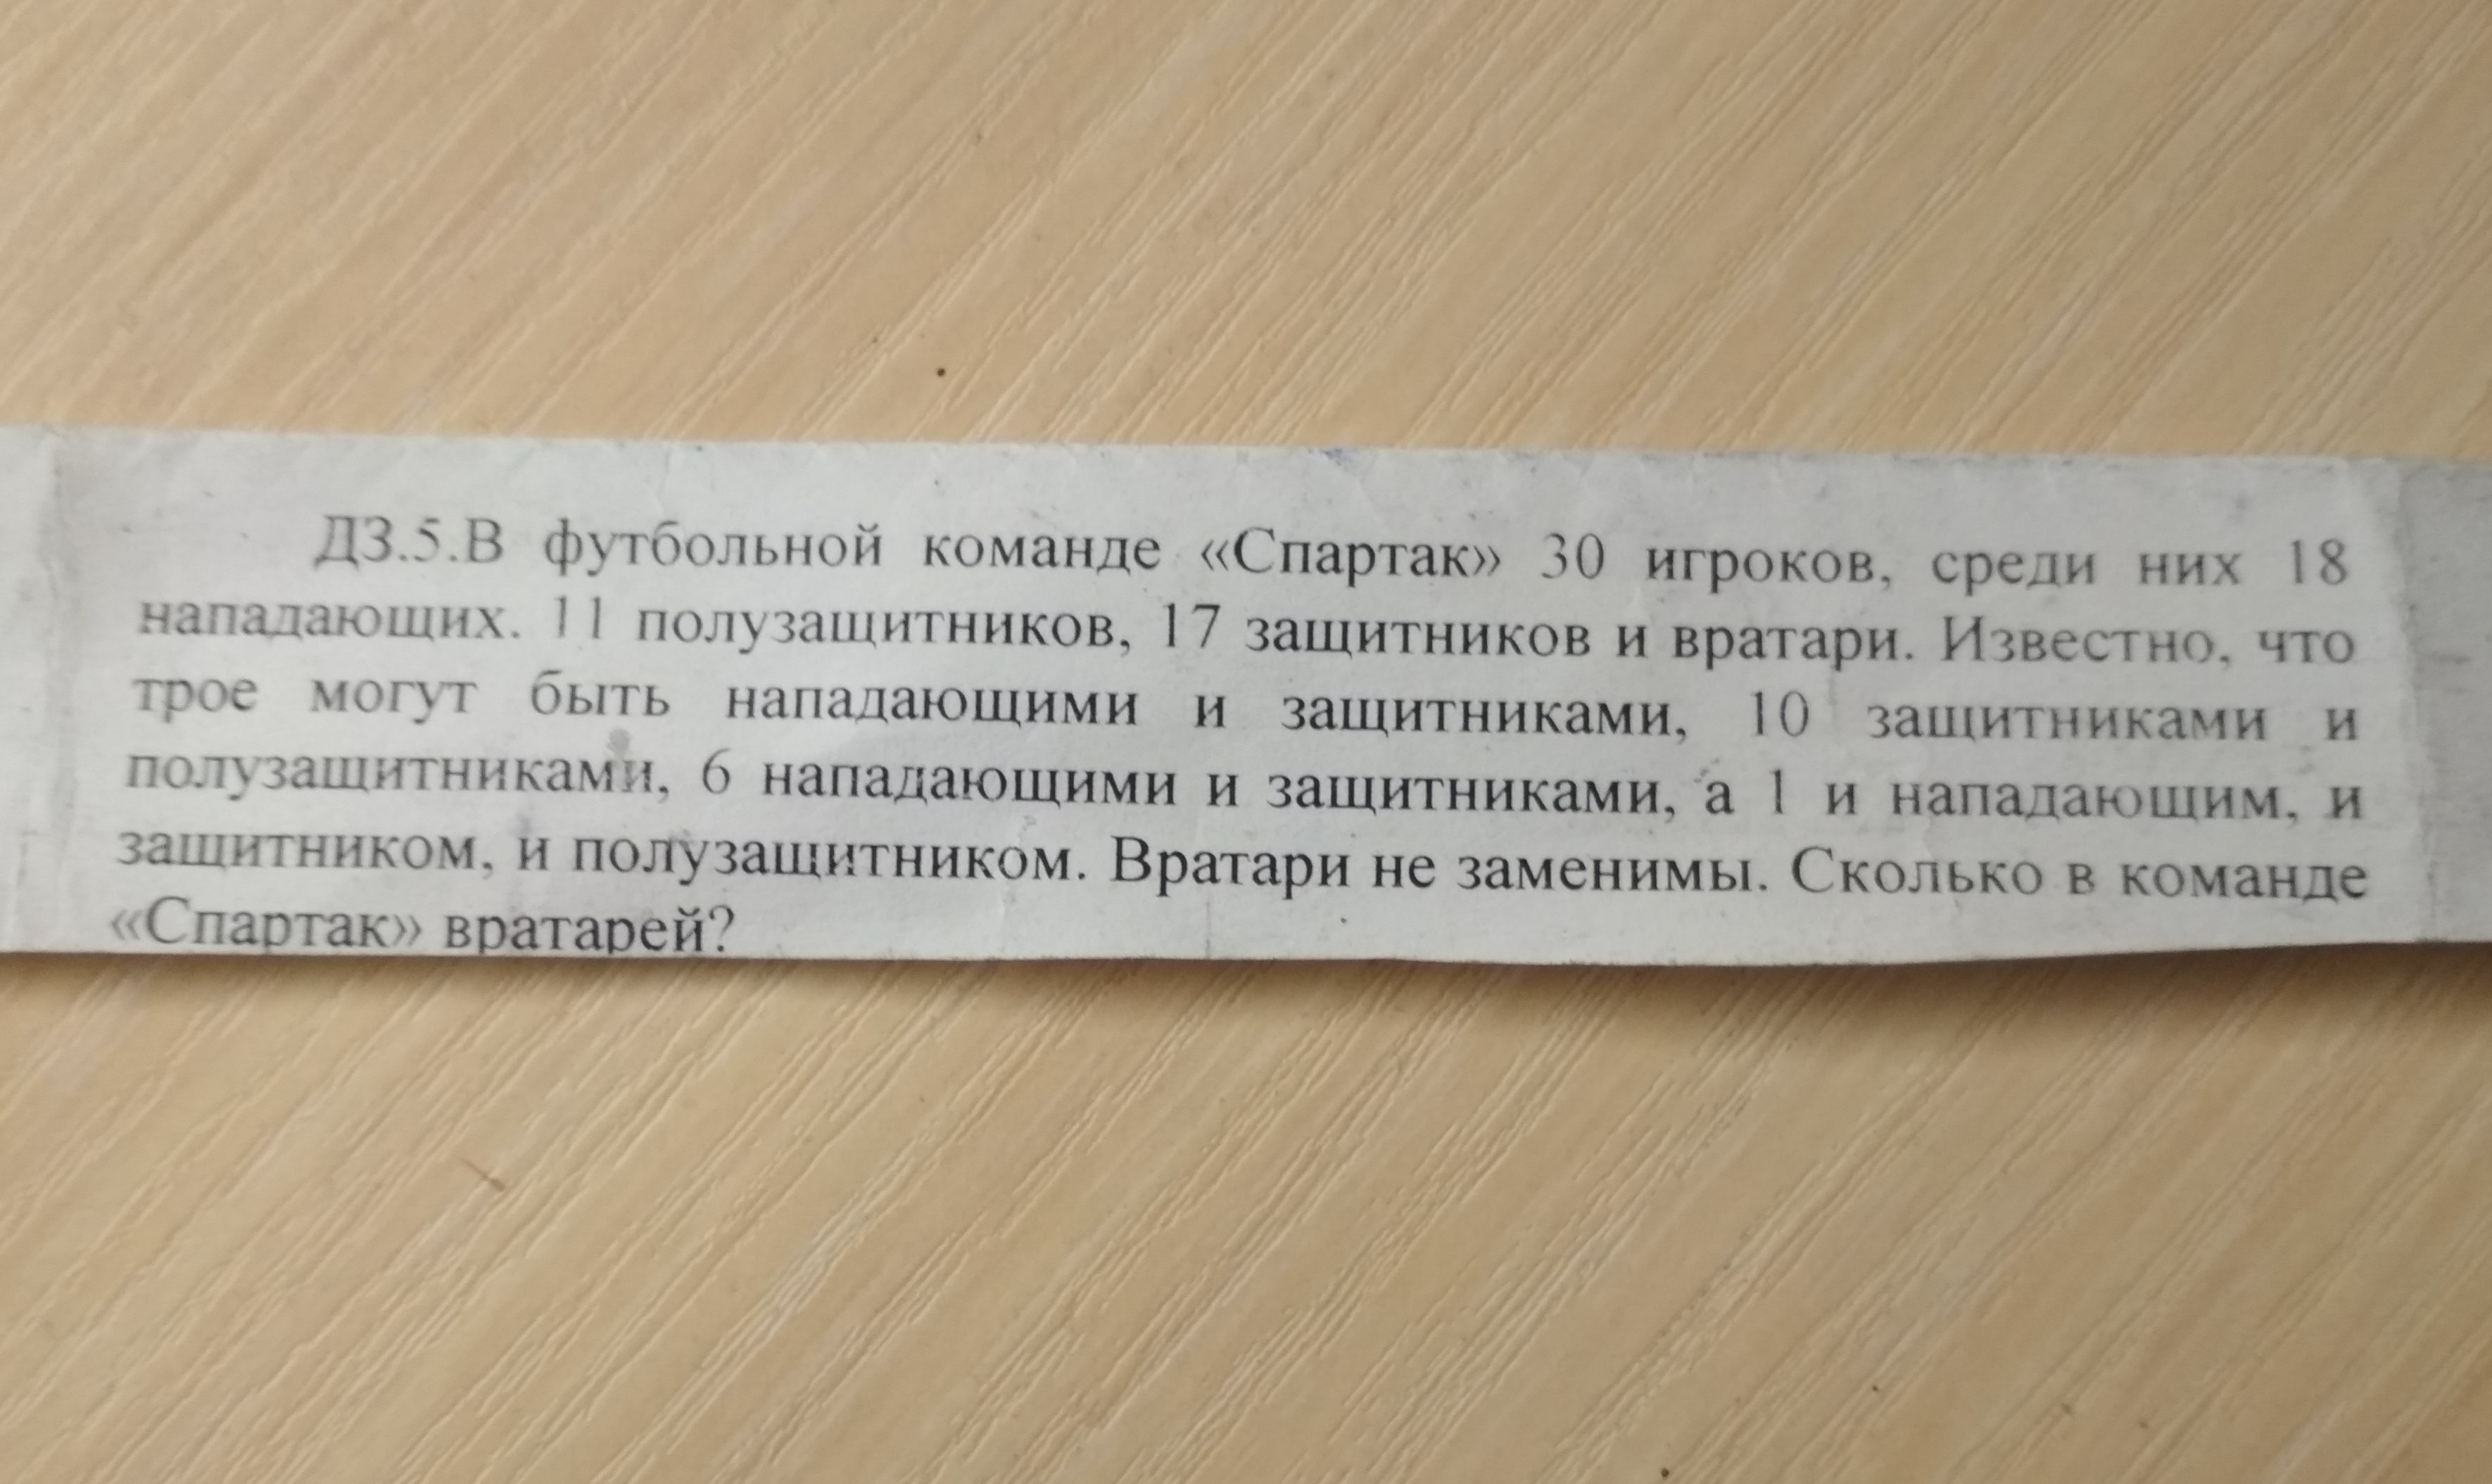 ДЗ.5.В футбольной команде «Спартак» 30 игроков, среди них 18
нападающих. 11 полузащитников, 17 защитников и вратари. Известно, что
трое могут быть нападающими и защитниками, 10 защитниками и
полузащитниками, 6 нападающими и защитниками, а 1 и нападающим, и
защитником, и полузащитником. Вратари не заменимы. Сколько в команде
«Спартак» вратарей?